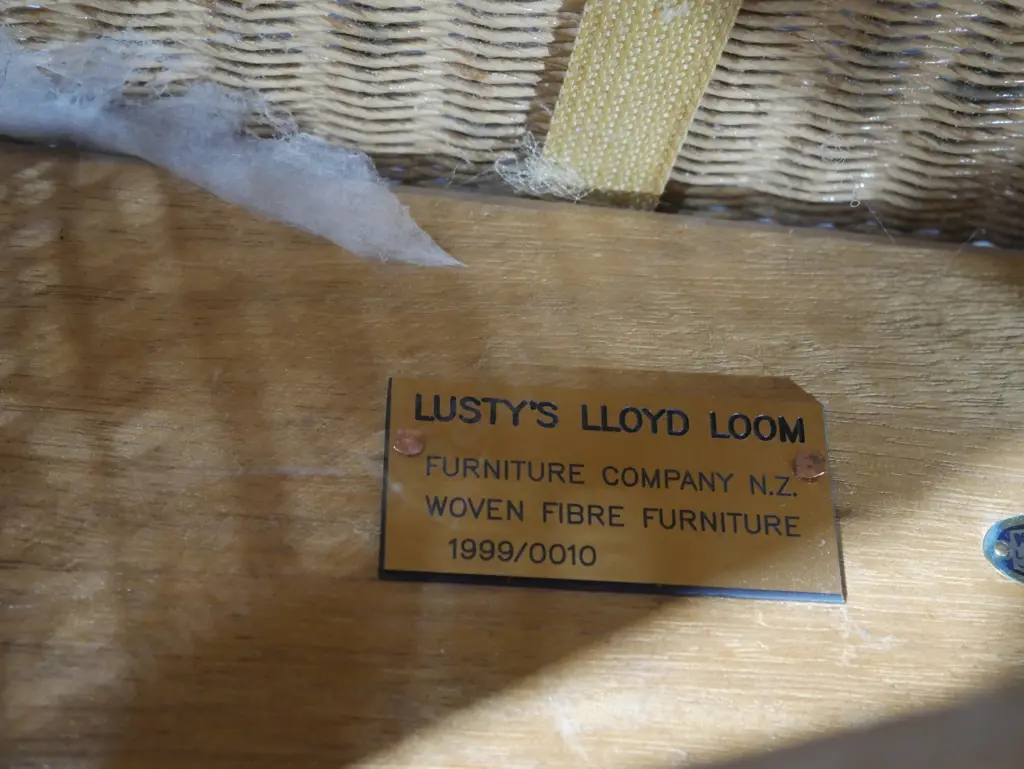 LUSTY'S LLOYD LOOM
FURNITURE COMPANY N.Z.
WOVEN FIBRE FURNITURE
1999/0010